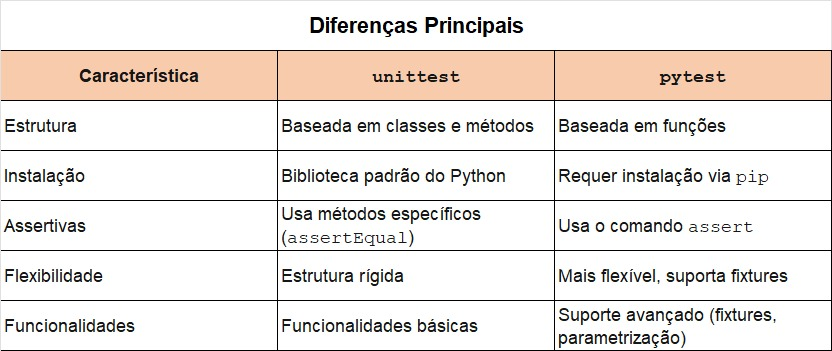 Diferenças Principais
Característica unittest pytest
Estrutura Baseada em classes e métodos Baseada em funções
Instalação Biblioteca padrão do Python Requer instalação via pip
Assertivas Usa métodos específicos
(assertEqual) Usa o comando assert
Flexibilidade Estrutura rígida Mais flexível, suporta fixtures
Funcionalidades Funcionalidades básicas Suporte avançado (fixtures,
parametrização)